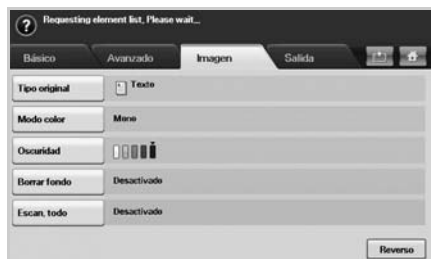 Requesting element list, Please wait...
Básico Avanzado Imagen Salida
Tipo original Texto
Modo color Mono
Oscuridad
Borrar fondo Desactivado
Escan, todo Desactivado
Reverso